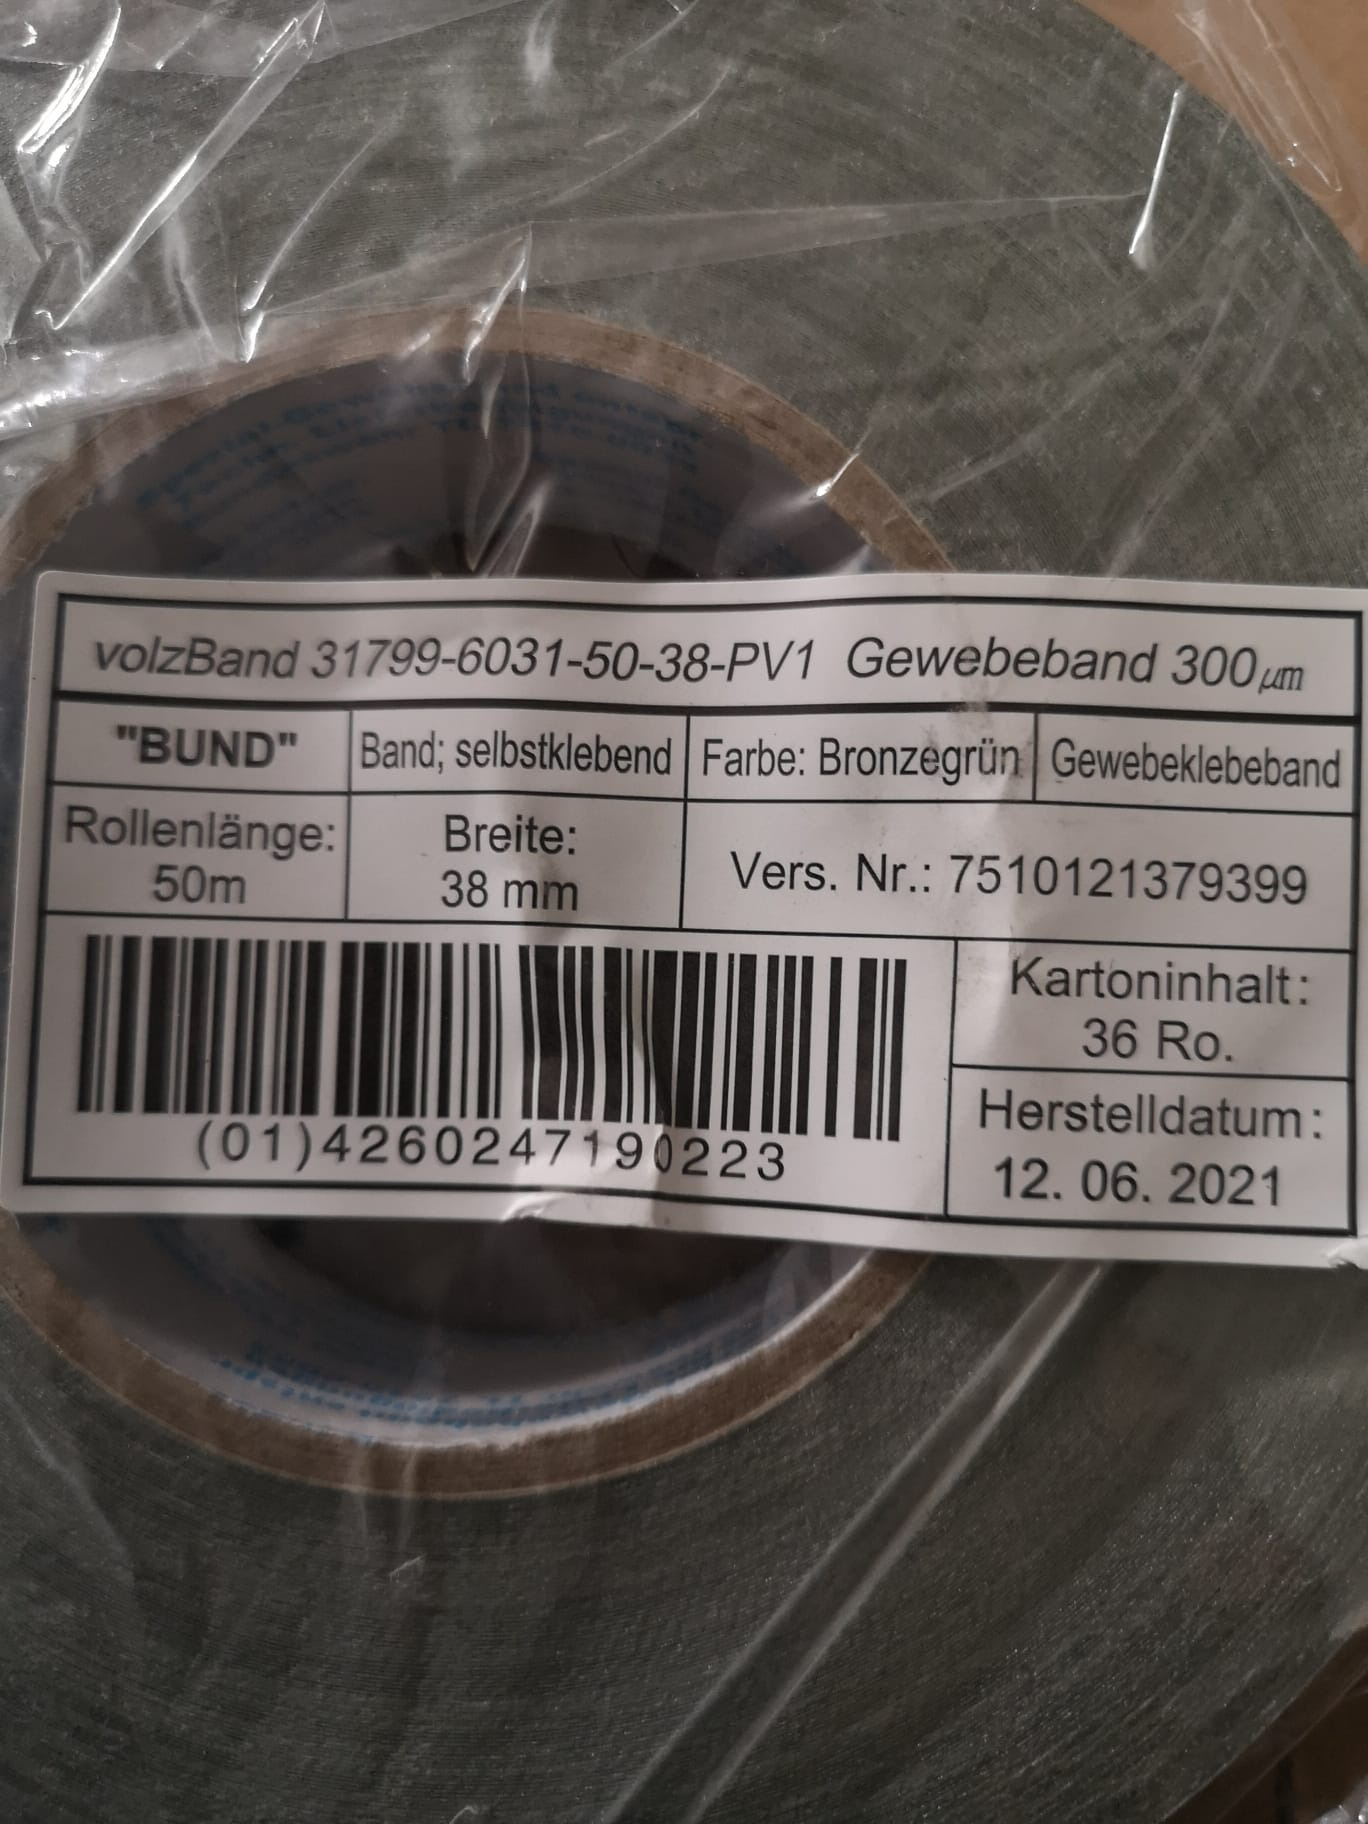 volzBand 31799-6031-50-38-PV1 Gewebeband 300µm
"BUND"
Band; selbstklebend
Farbe: Bronzegrün
Gewebeklebeband
Rollenlänge:
50m
Breite:
38 mm
Vers. Nr.: 7510121379399
(01)4260247190223
Kartoninhalt:
36 Ro.
Herstelldatum:
12. 06. 2021